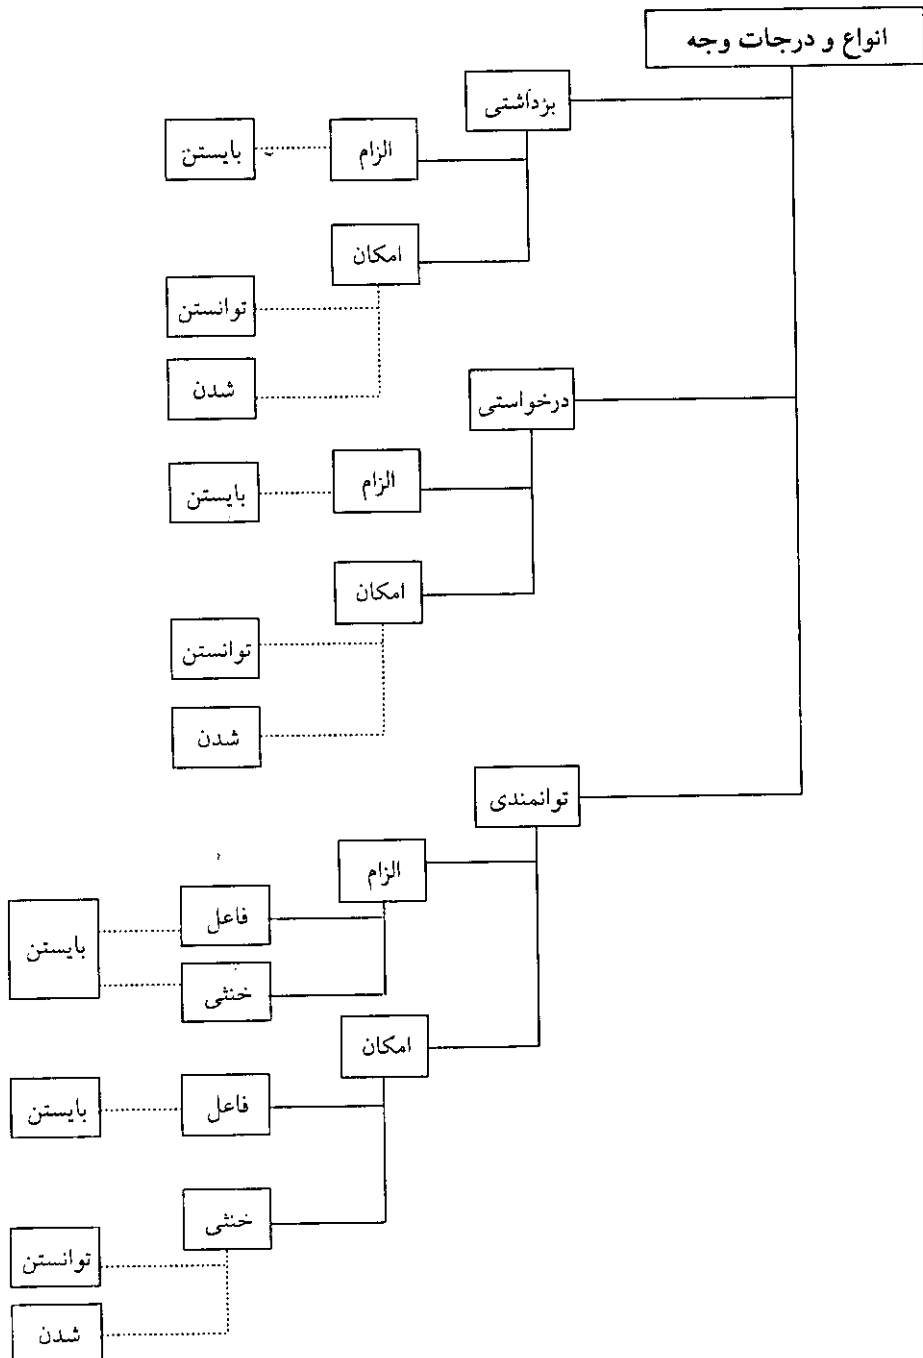 انواع و درجات وجه
برداشتی
الزام
بایستن
امکان
توانستن
شدن
درخواستی
الزام
بایستن
امکان
توانستن
شدن
توانمندی
الزام
فاعل
بایستن
خنثی
امکان
فاعل
بایستن
خنثی
توانستن
شدن